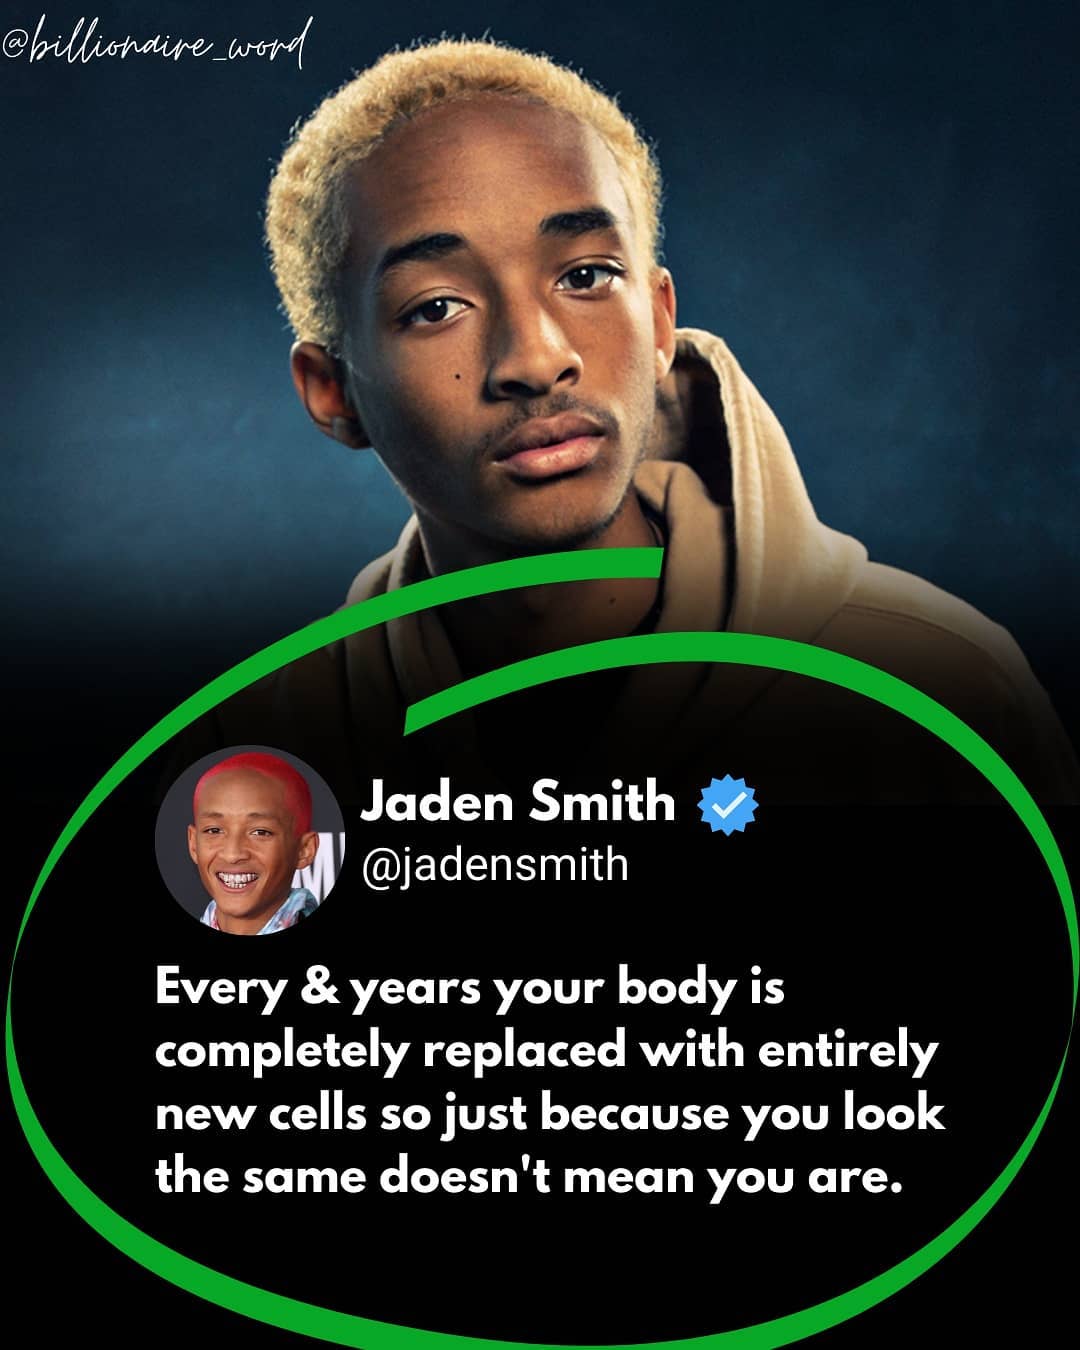 @billionaire_word
Jaden Smith
@jadensmith
Every & years your body is
completely replaced with entirely
new cells so just because you look
the same doesn't mean you are.